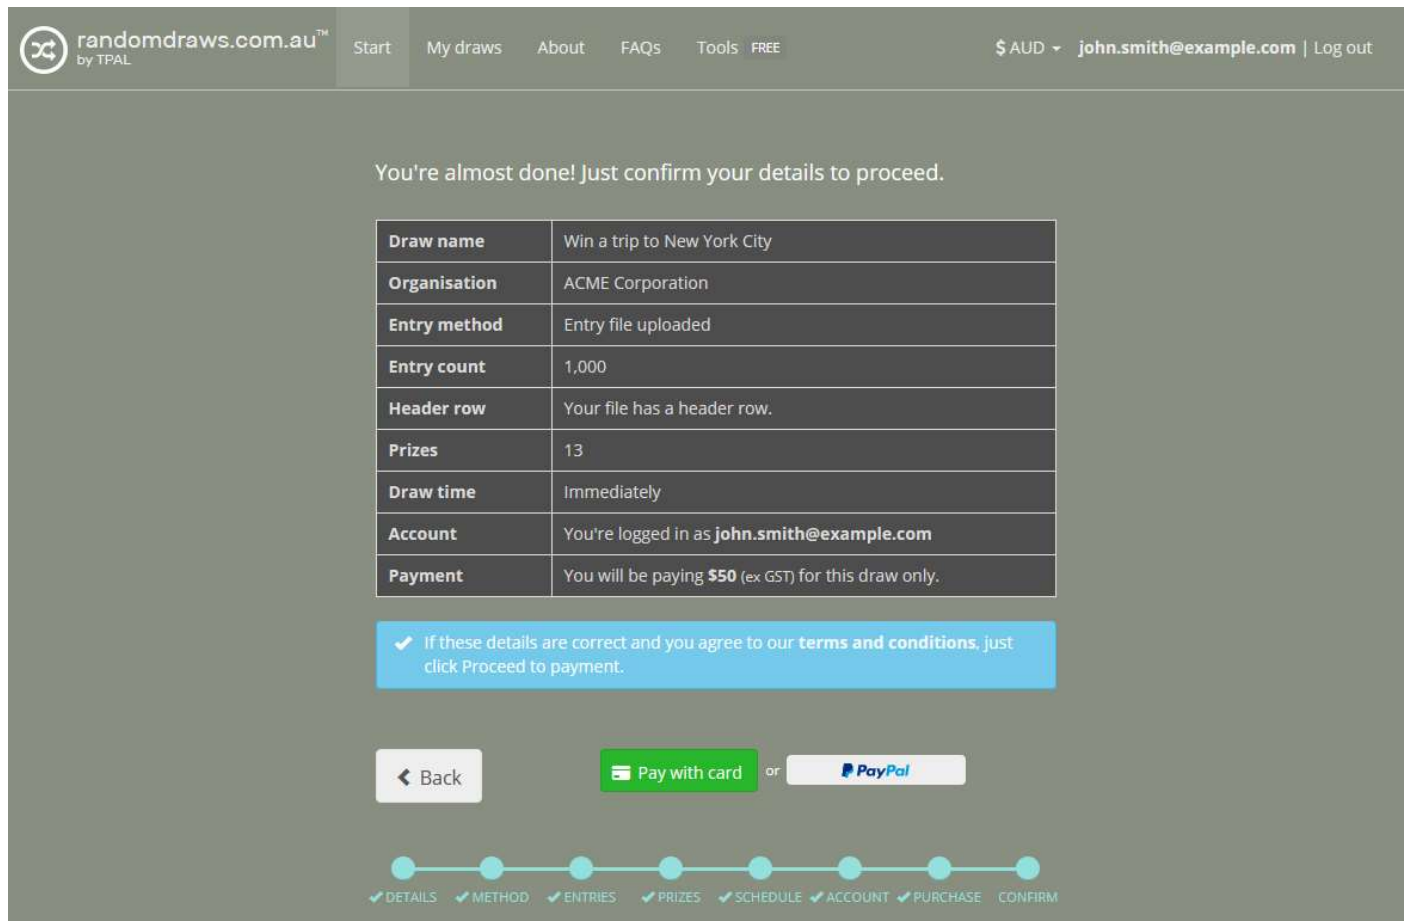 randomdraws.com.au™
by TPAL
Start My draws About FAQs Tools FREE $ AUD john.smith@example.com | Log out
You're almost done! Just confirm your details to proceed.
Draw name Win a trip to New York City
Organisation ACME Corporation
Entry method Entry file uploaded
Entry count 1,000
Header row Your file has a header row.
Prizes 13
Draw time Immediately
Account You're logged in as john.smith@example.com
Payment You will be paying $50 (ex GST) for this draw only.
If these details are correct and you agree to our terms and conditions, just
click Proceed to payment.
Back Pay with card or PayPal
DETAILS METHOD ENTRIES PRIZES SCHEDULE ACCOUNT PURCHASE CONFIRM